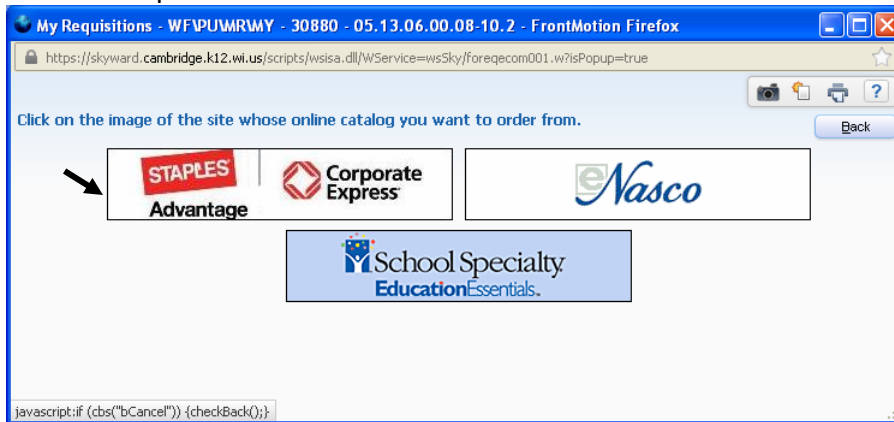 My Requisitions - WF\PU\MR\MY - 30880 - 05.13.06.00.08-10.2 - FrontMotion Firefox
https://skyward.cambridge.k12.wi.us/scripts/wsisa.dll/WService=wsSky/foreqecom001.w?isPopup=true
?
Click on the image of the site whose online catalog you want to order from.
Back
STAPLES Advantage
Corporate Express
eNasco
School Specialty.
EducationEssentials.
javascript:if (cbs("bCancel")) {checkBack();}